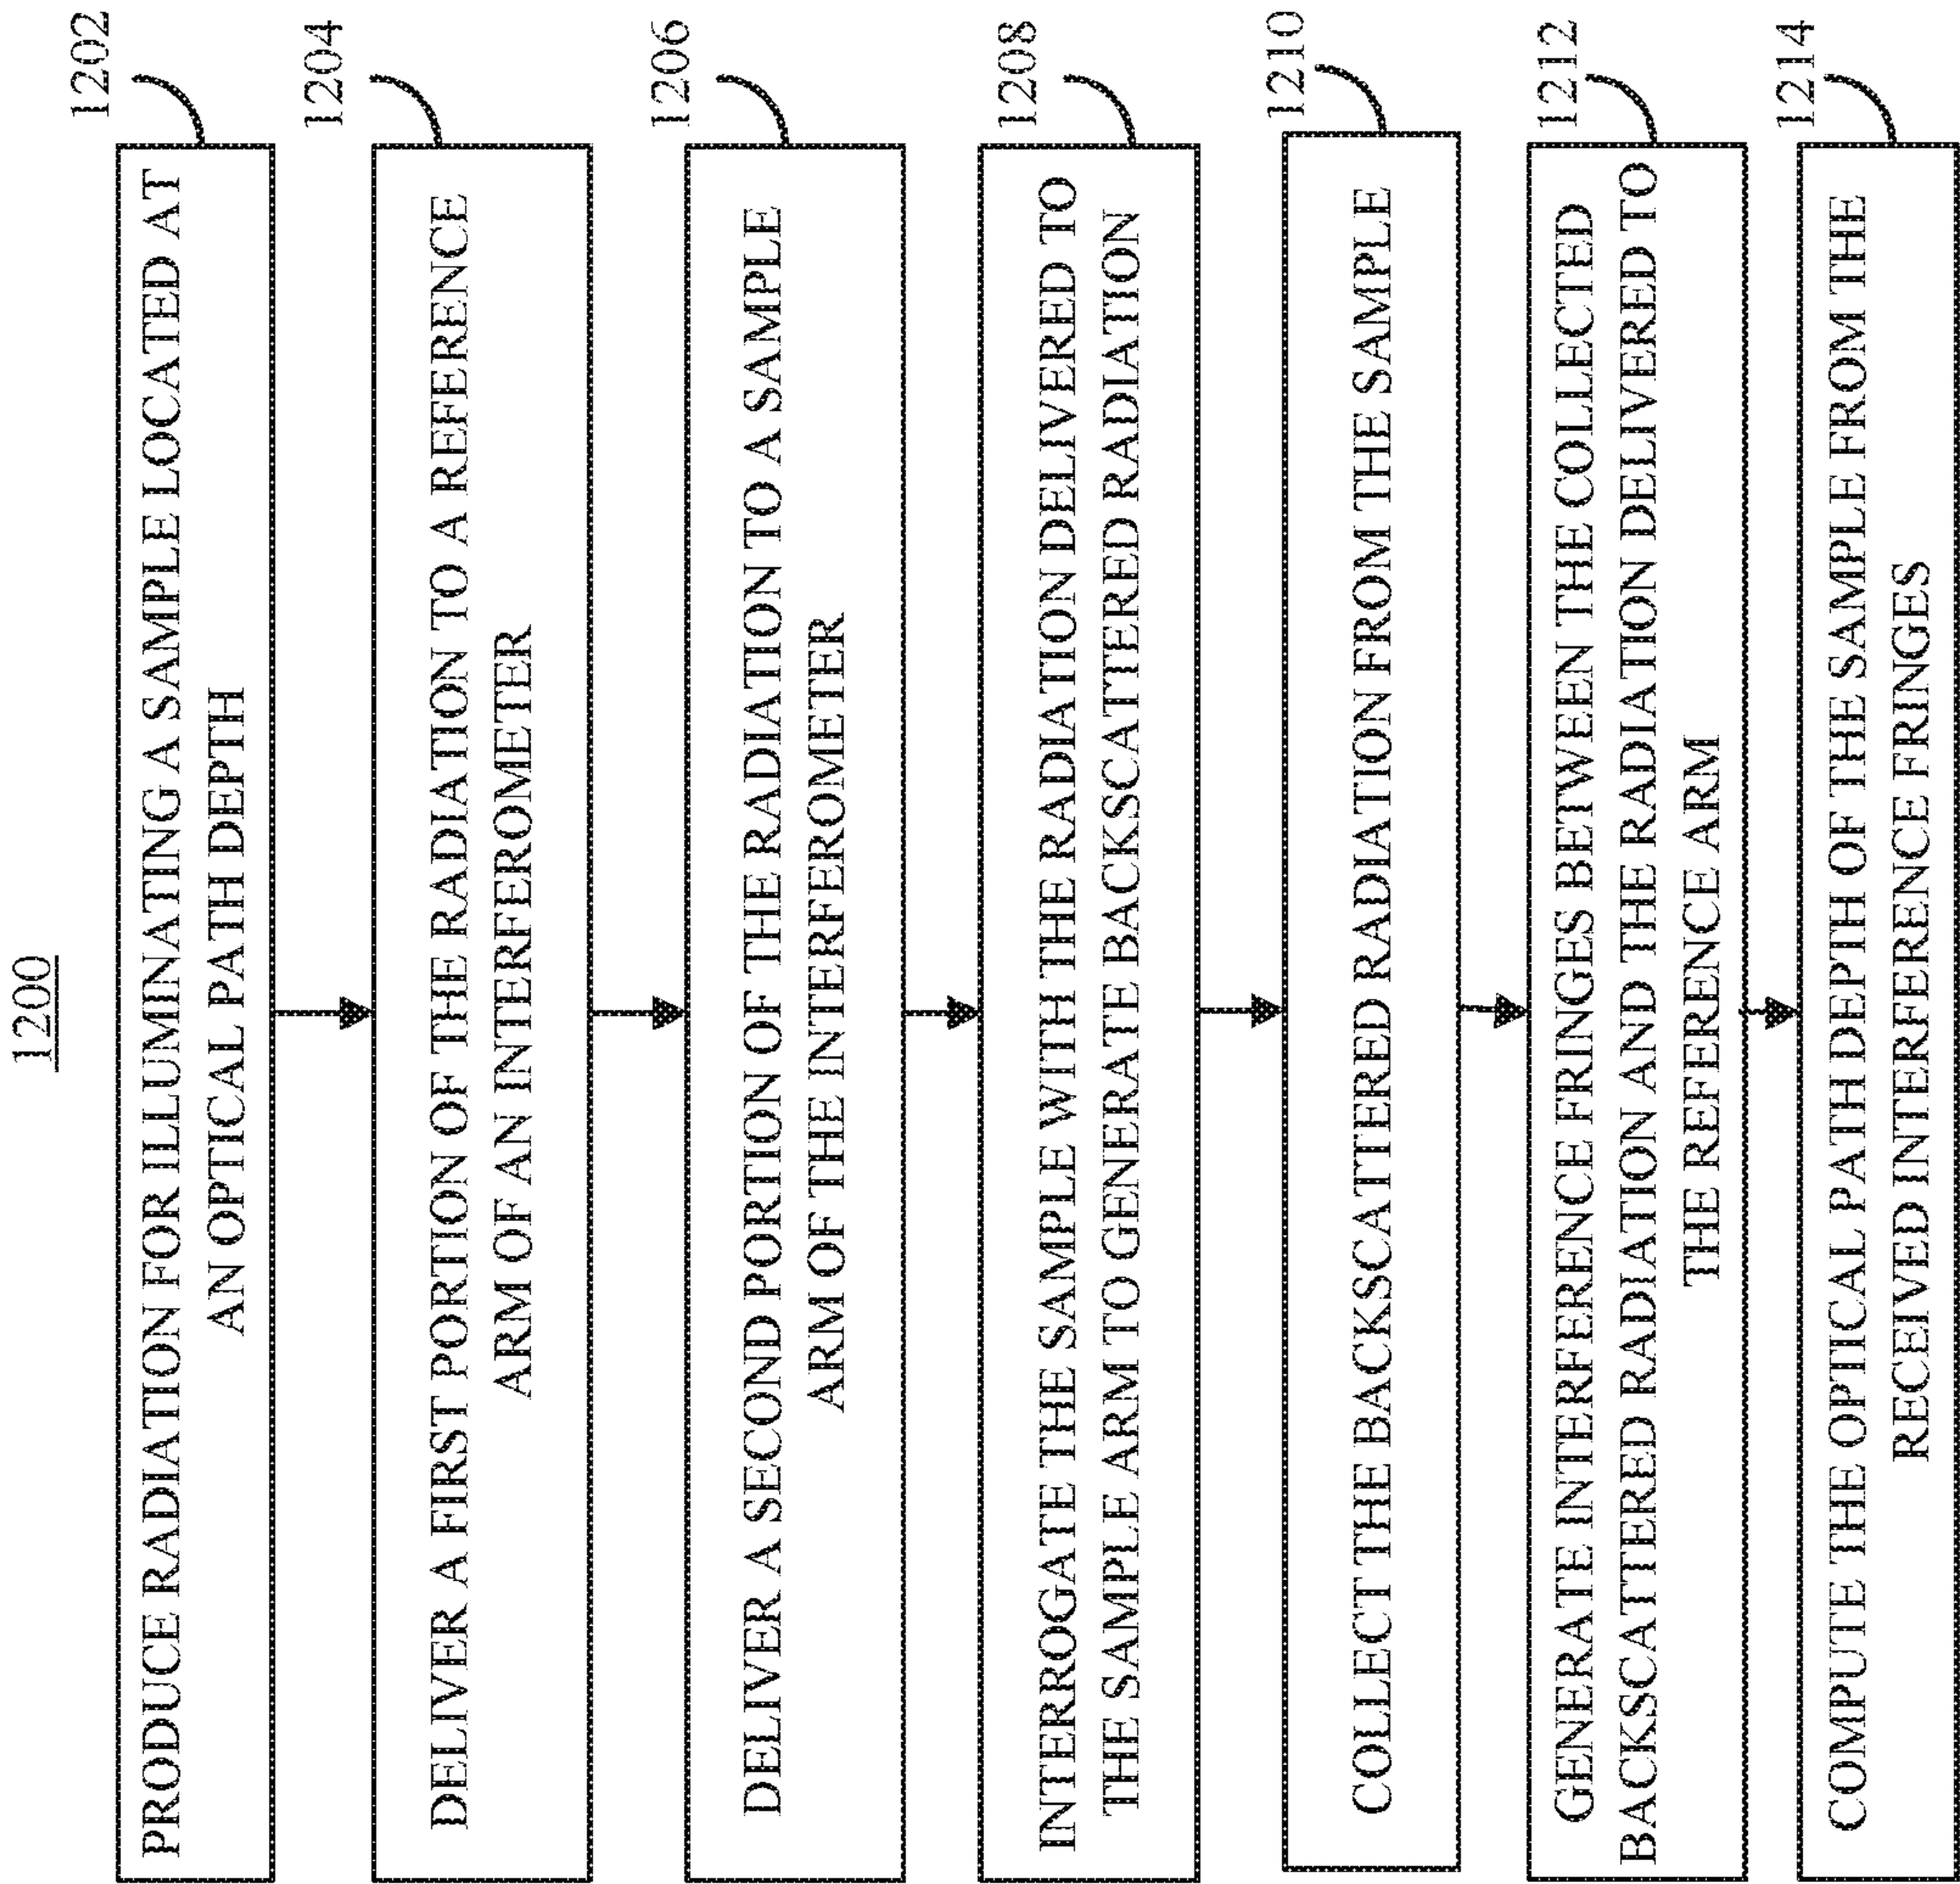 1200
PRODUCE RADIATION FOR ILLUMINATING A SAMPLE LOCATED AT
AN OPTICAL PATH DEPTH
1202
DELIVER A FIRST PORTION OF THE RADIATION TO A REFERENCE
ARM OF AN INTERFEROMETER
1204
DELIVER A SECOND PORTION OF THE RADIATION TO A SAMPLE
ARM OF THE INTERFEROMETER
1206
INTERROGATE THE SAMPLE WITH THE RADIATION DELIVERED TO
THE SAMPLE ARM TO GENERATE BACKSCATTERED RADIATION
1208
COLLECT THE BACKSCATTERED RADIATION FROM THE SAMPLE
1210
GENERATE INTERFERENCE FRINGES BETWEEN THE COLLECTED
BACKSCATTERED RADIATION AND THE RADIATION DELIVERED TO
THE REFERENCE ARM
1212
COMPUTE THE OPTICAL PATH DEPTH OF THE SAMPLE FROM THE
RECEIVED INTERFERENCE FRINGES
1214